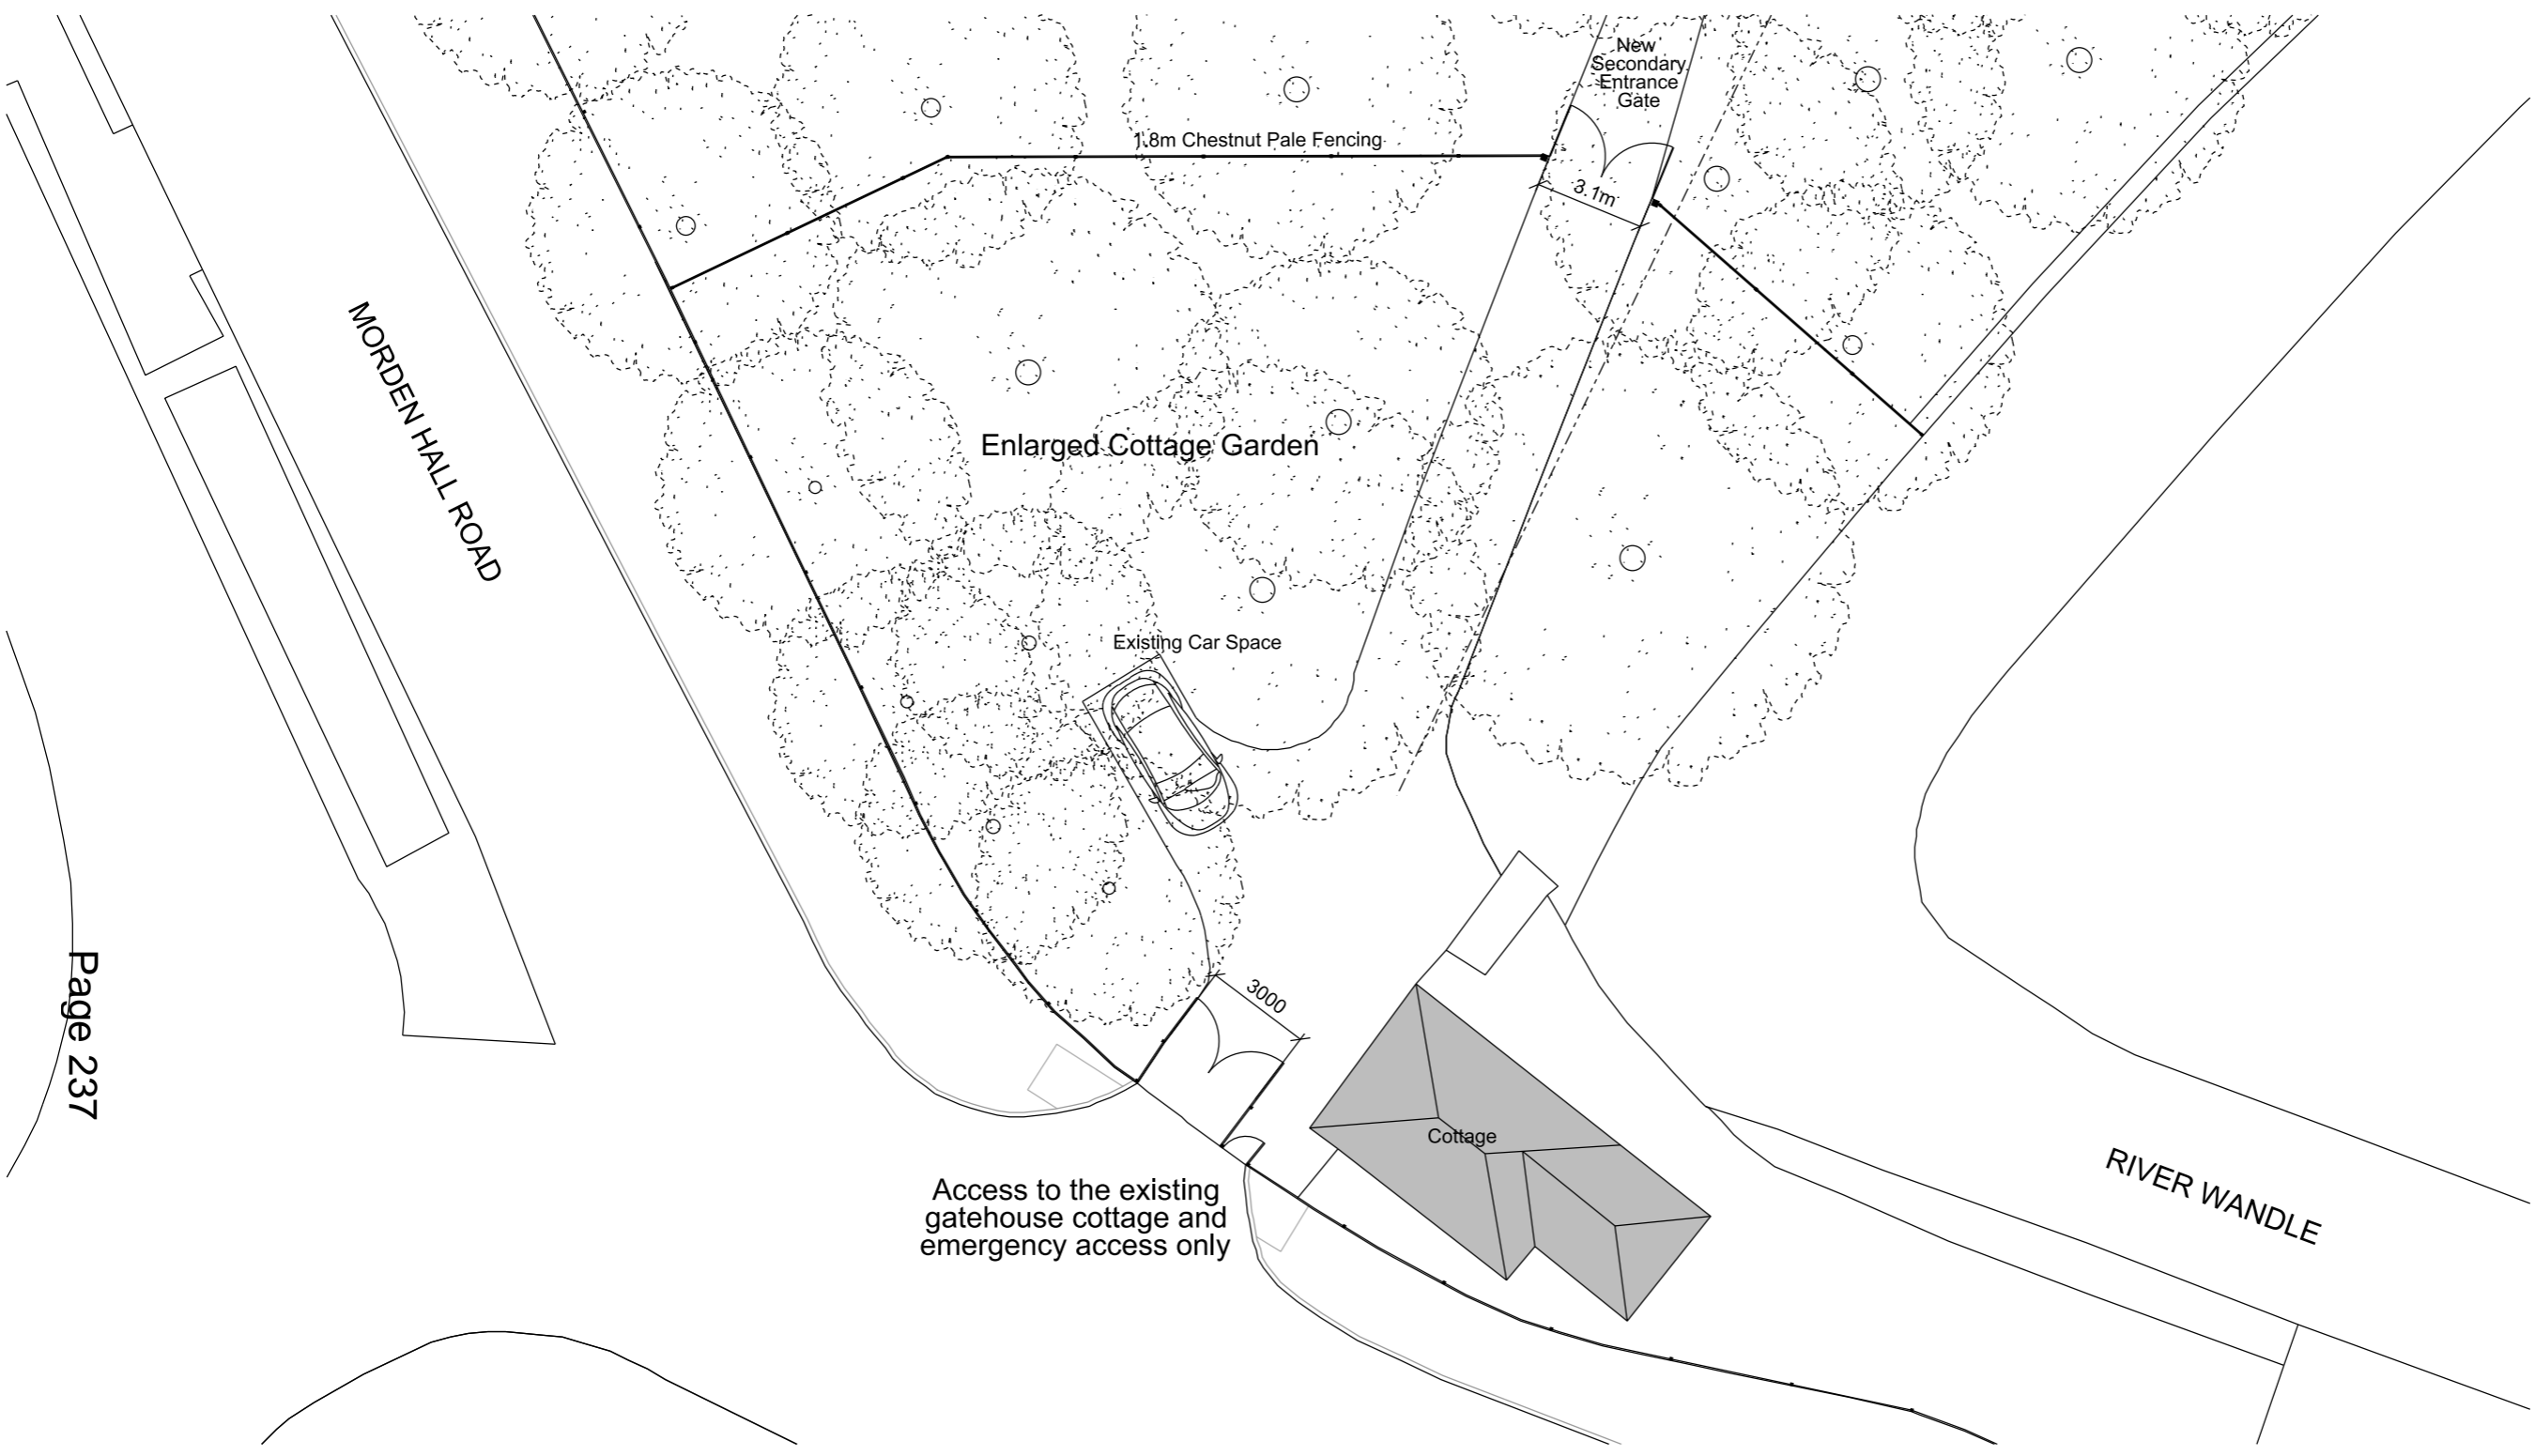 New
Secondary
Entrance
Gate
1.8m Chestnut Pale Fencing
3.1m
MORDEN HALL ROAD
Enlarged Cottage Garden
Existing Car Space
Page 237
3000
Cottage
Access to the existing
gatehouse cottage and
emergency access only
RIVER WANDLE